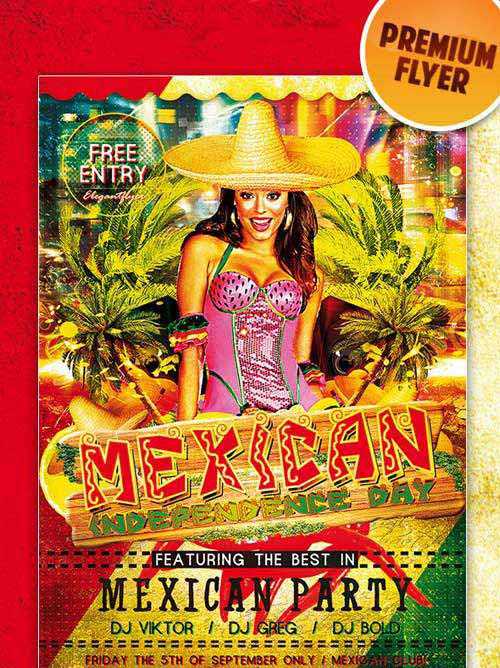 PREMIUM
FLYER
FREE
ENTRY
Elegantflyer
MEXICAN
INDEPENDENCE DAY
FEATURING THE BEST IN
MEXICAN PARTY
DJ VIKTOR / DJ GREG / DJ BOLD
FRIDAY THE 5TH OF SEPTEMBER ONLY / MEXICAN CLUB